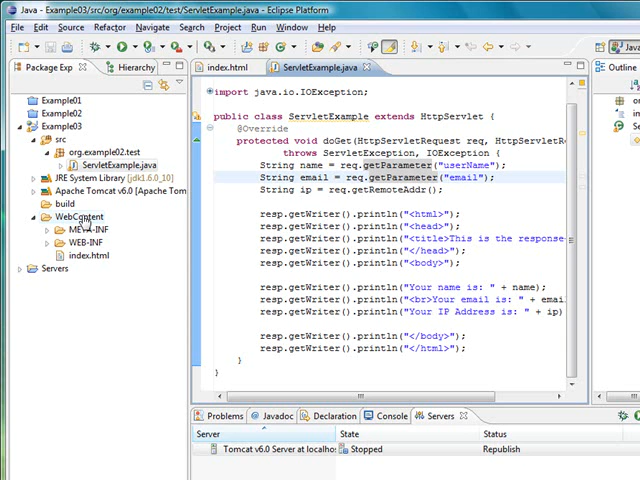 Java - Example03/src/org/example02/test/ServletExample.java - Eclipse Platform
File Edit Source Refactor Navigate Search Project Run Window Help
Java
Package Exp
Hierarchy
index.html
ServletExample.java
Outline
Example01
Example02
Example03
src
org.example02.test
ServletExample.java
JRE System Library [jdk1.6.0_10]
Apache Tomcat v6.0 [Apache Tom
build
WebContent
META-INF
WEB-INF
index.html
Servers
import java.io.IOException;
public class ServletExample extends HttpServlet {
@Override
protected void doGet(HttpServletRequest req, HttpServletRe
throws ServletException, IOException {
String name = req.getParameter("userName");
String email = req.getParameter("email");
String ip = req.getRemoteAddr();
resp.getWriter().println("<html>");
resp.getWriter().println("<head>");
resp.getWriter().println("<title>This is the response
resp.getWriter().println("</head>");
resp.getWriter().println("<body>");
resp.getWriter().println("Your name is: " + name);
resp.getWriter().println("<br>Your email is: " + emai
resp.getWriter().println("Your IP Address is: " + ip)
resp.getWriter().println("</body>");
resp.getWriter().println("</html>");
}
}
org
im
Se
Problems Javadoc Declaration Console Servers
Server State Status
Tomcat v6.0 Server at localhos Stopped Republish